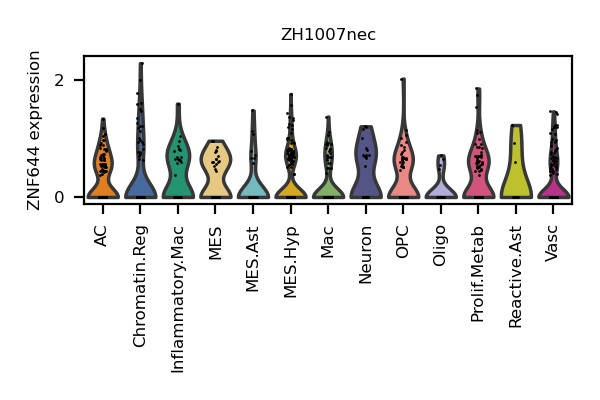 ZH1007nec
ZNF644 expression
2
0
AC
Chromatin.Reg
Inflammatory.Mac
MES
MES.Ast
MES.Hyp
Mac
Neuron
OPC
Oligo
Prolif.Metab
Reactive.Ast
Vasc